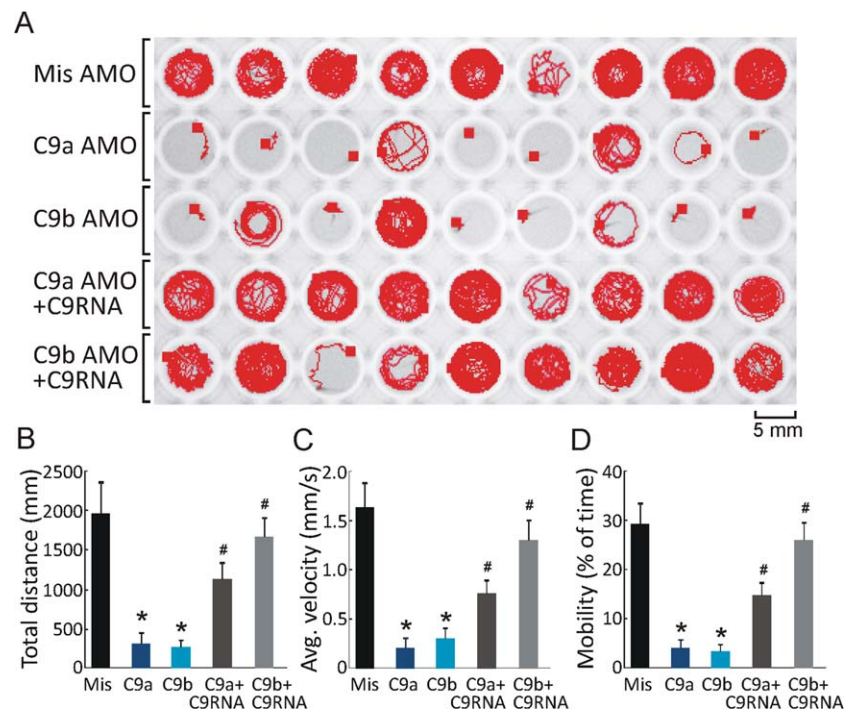 A
Mis AMO
C9a AMO
C9b AMO
C9a AMO
+C9RNA
C9b AMO
+C9RNA
5 mm
B
Total distance (mm)
2500
2000
1500
1000
500
0
*
*
#
#
Mis
C9a
C9b
C9a+
C9RNA
C9b+
C9RNA
C
Avg. velocity (mm/s)
2.0
1.5
1.0
0.5
0
*
*
#
#
Mis
C9a
C9b
C9a+
C9RNA
C9b+
C9RNA
D
Mobility (% of time)
40
30
20
10
0
*
*
#
#
Mis
C9a
C9b
C9a+
C9RNA
C9b+
C9RNA